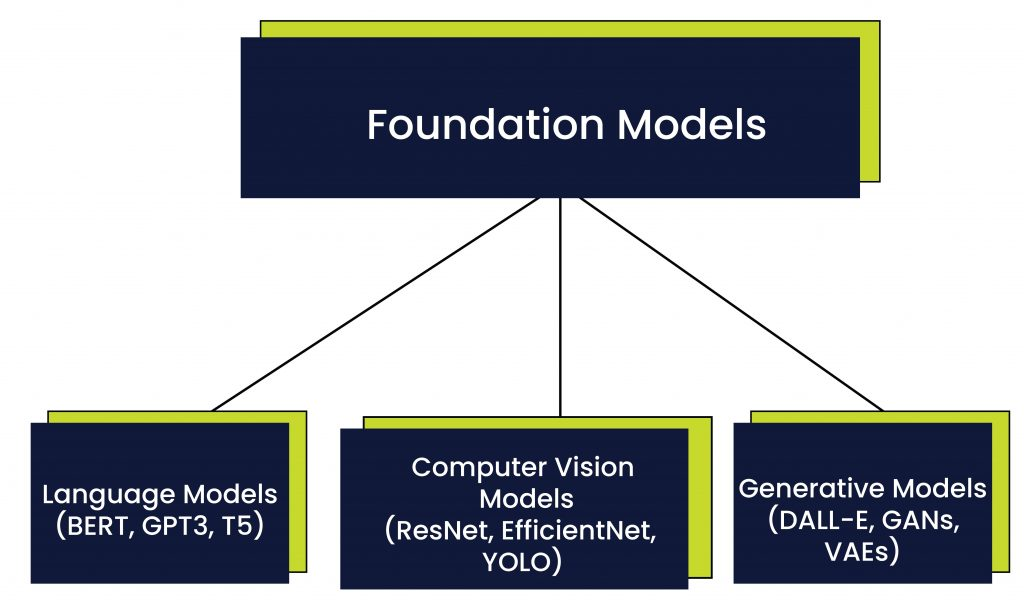 Foundation Models
Language Models
(BERT, GPT3, T5)
Computer Vision
Models
(ResNet, EfficientNet,
YOLO)
Generative Models
(DALL-E, GANs,
VAEs)